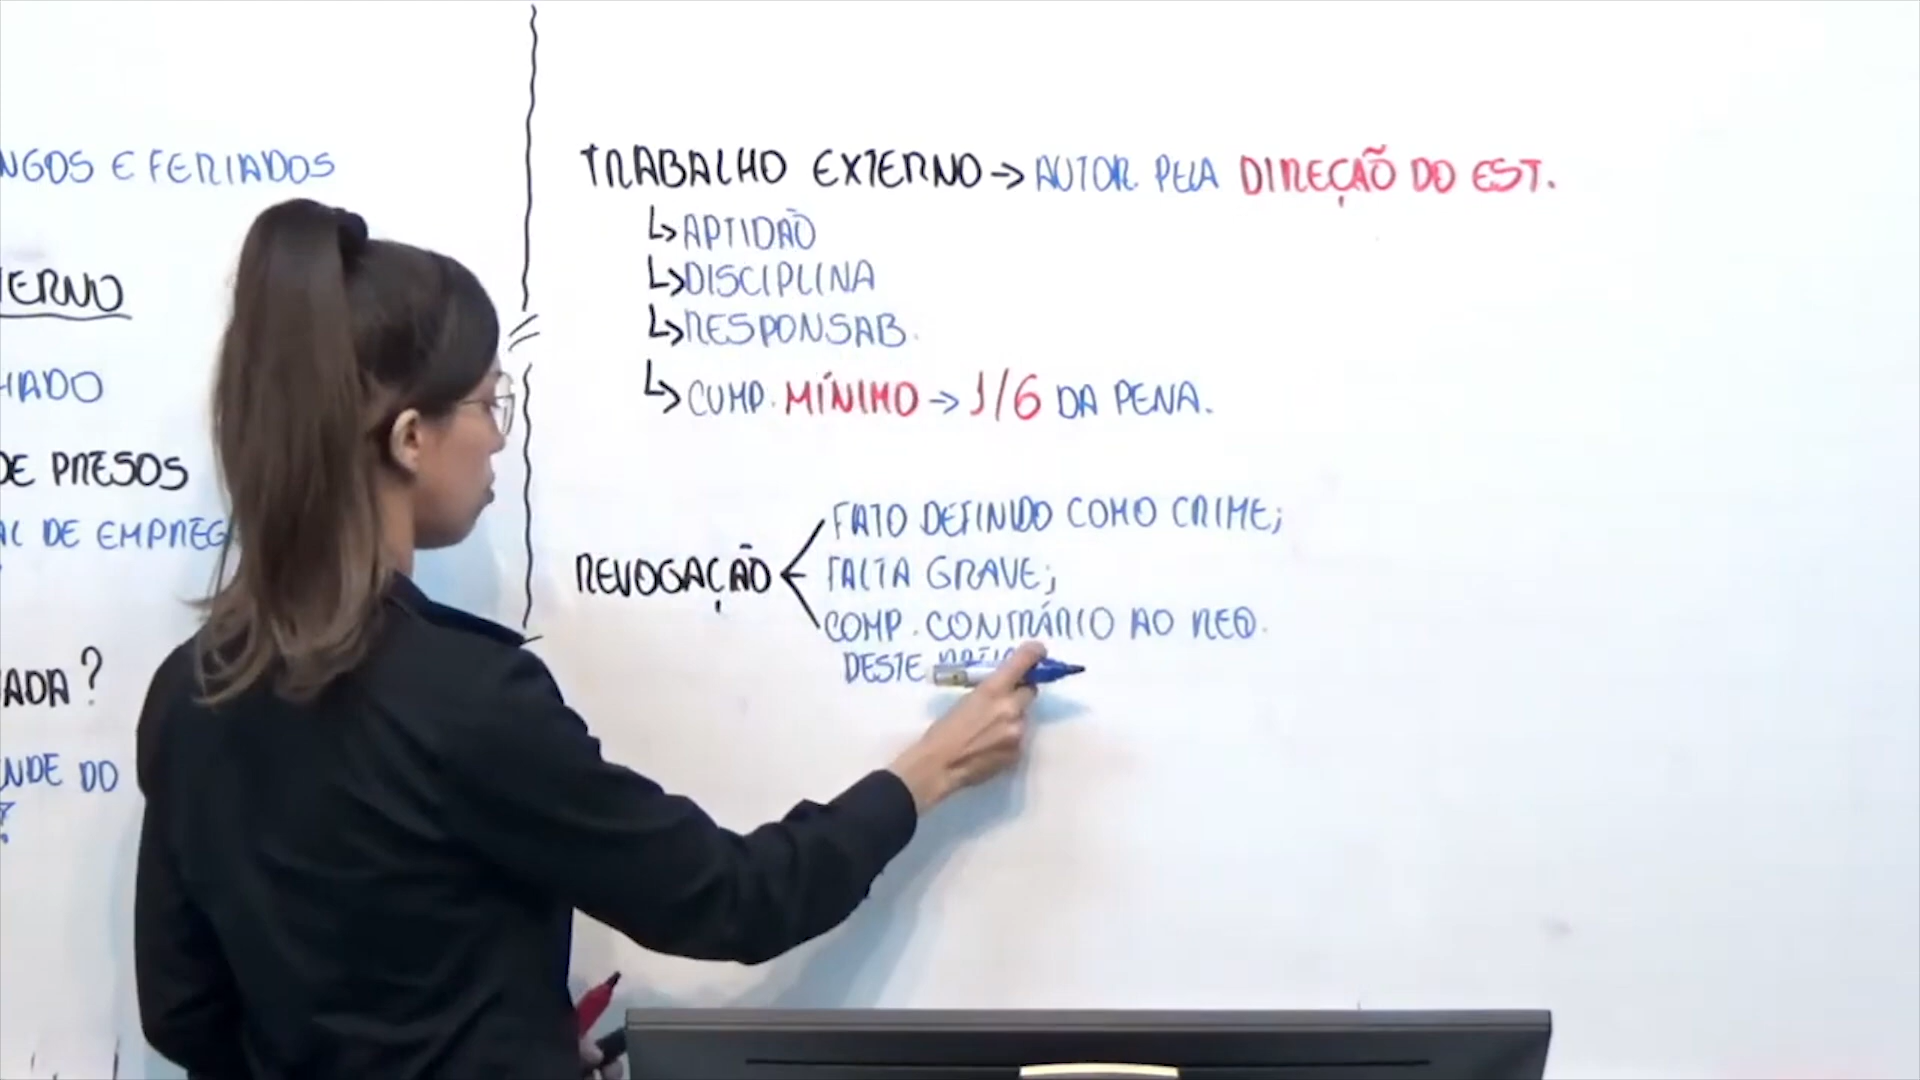 NGOS E FERIADOS
ERNO
HADO
DE PRESOS
AL DE EMPREG
ADA?
NDE DO
TRABALHO EXTERNO → AUTOR. PELA DIREÇÃO DO EST.
↳ APTIDÃO
↳ DISCIPLINA
↳ RESPONSAB.
↳ CUMP. MÍNIMO → 1/6 DA PENA.
REVOGAÇÃO
FATO DEFINIDO COMO CRIME;
FALTA GRAVE;
COMP. CONTRÁRIO AO REQ.
DESTE